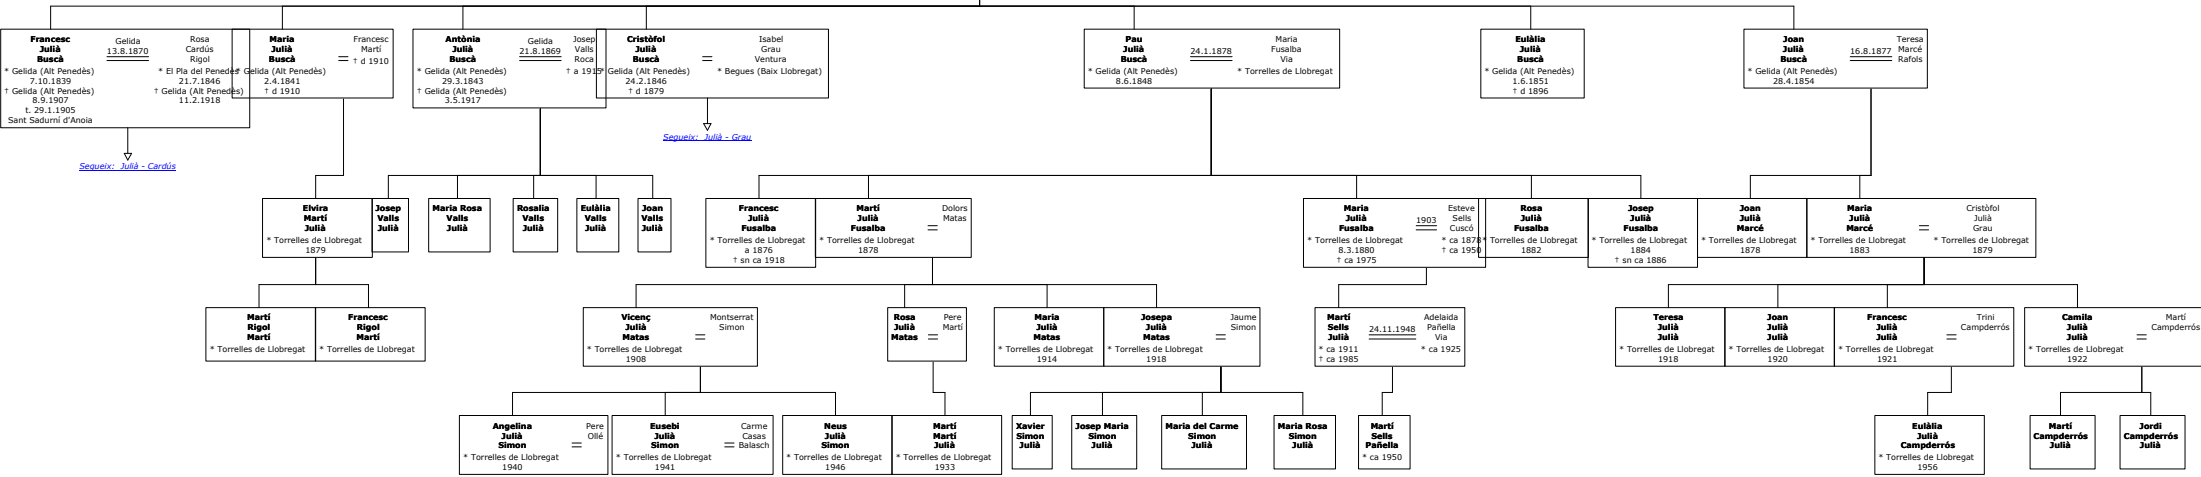 Francesc
Julià
Buscà
* Gelida (Alt Penedès)
7.10.1839
† Gelida (Alt Penedès)
8.9.1907
t. 29.1.1905
Sant Sadurní d'Anoia
Gelida
13.8.1870
Rosa
Cardús
Rigol
* El Pla del Penedès
21.7.1846
† Gelida (Alt Penedès)
11.2.1918
Maria
Julià
Buscà
* Gelida (Alt Penedès)
2.4.1841
† d 1910
=
Francesc
Martí
† d 1910
Antònia
Julià
Buscà
* Gelida (Alt Penedès)
29.3.1843
† Gelida (Alt Penedès)
3.5.1917
Gelida
21.8.1869
Josep
Valls
Roca
† a 1915
Cristòfol
Julià
Buscà
* Gelida (Alt Penedès)
24.2.1846
† d 1879
=
Isabel
Grau
Ventura
* Begues (Baix Llobregat)
Pau
Julià
Buscà
* Gelida (Alt Penedès)
8.6.1848
24.1.1878
Maria
Fusalba
Via
* Torrelles de Llobregat
Eulàlia
Julià
Buscà
* Gelida (Alt Penedès)
1.6.1851
† d 1896
Joan
Julià
Buscà
* Gelida (Alt Penedès)
28.4.1854
16.8.1877
Teresa
Marcé
Rafols
Segueix: Julià - Cardús
Segueix: Julià - Grau
Elvira
Martí
Julià
* Torrelles de Llobregat
1879
Josep
Valls
Julià
Maria Rosa
Valls
Julià
Rosalia
Valls
Julià
Eulàlia
Valls
Julià
Joan
Valls
Julià
Francesc
Julià
Fusalba
* Torrelles de Llobregat
a 1876
† sn ca 1918
Martí
Julià
Fusalba
* Torrelles de Llobregat
1878
=
Dolors
Matas
Maria
Julià
Fusalba
* Torrelles de Llobregat
8.3.1880
† ca 1975
1903
Esteve
Sells
Cuscó
* ca 1878
† ca 1950
Rosa
Julià
Fusalba
* Torrelles de Llobregat
1882
Josep
Julià
Fusalba
* Torrelles de Llobregat
1884
† sn ca 1886
Joan
Julià
Marcé
* Torrelles de Llobregat
1878
Maria
Julià
Marcé
* Torrelles de Llobregat
1883
=
Cristòfol
Julià
Grau
* Torrelles de Llobregat
1879
Martí
Rigol
Martí
* Torrelles de Llobregat
Francesc
Rigol
Martí
* Torrelles de Llobregat
Vicenç
Julià
Matas
* Torrelles de Llobregat
1908
=
Montserrat
Simon
Rosa
Julià
Matas
=
Pere
Martí
Maria
Julià
Matas
* Torrelles de Llobregat
1914
Josepa
Julià
Matas
* Torrelles de Llobregat
1918
=
Jaume
Simon
Martí
Sells
Julià
* ca 1911
† ca 1985
24.11.1948
Adelaida
Pañella
Via
* ca 1925
Teresa
Julià
Julià
* Torrelles de Llobregat
1918
Joan
Julià
Julià
* Torrelles de Llobregat
1920
Francesc
Julià
Julià
* Torrelles de Llobregat
1921
=
Trini
Campderrós
Camila
Julià
Julià
* Torrelles de Llobregat
1922
=
Martí
Campderrós
Angelina
Julià
Simon
* Torrelles de Llobregat
1940
=
Pere
Ollé
Eusebi
Julià
Simon
* Torrelles de Llobregat
1941
=
Carme
Casas
Balasch
Neus
Julià
Simon
* Torrelles de Llobregat
1946
Martí
Martí
Julià
* Torrelles de Llobregat
1933
Xavier
Simon
Julià
Josep Maria
Simon
Julià
Maria del Carme
Simon
Julià
Maria Rosa
Simon
Julià
Martí
Sells
Pañella
* ca 1950
Eulàlia
Julià
Campderrós
* Torrelles de Llobregat
1956
Martí
Campderrós
Julià
Jordi
Campderrós
Julià